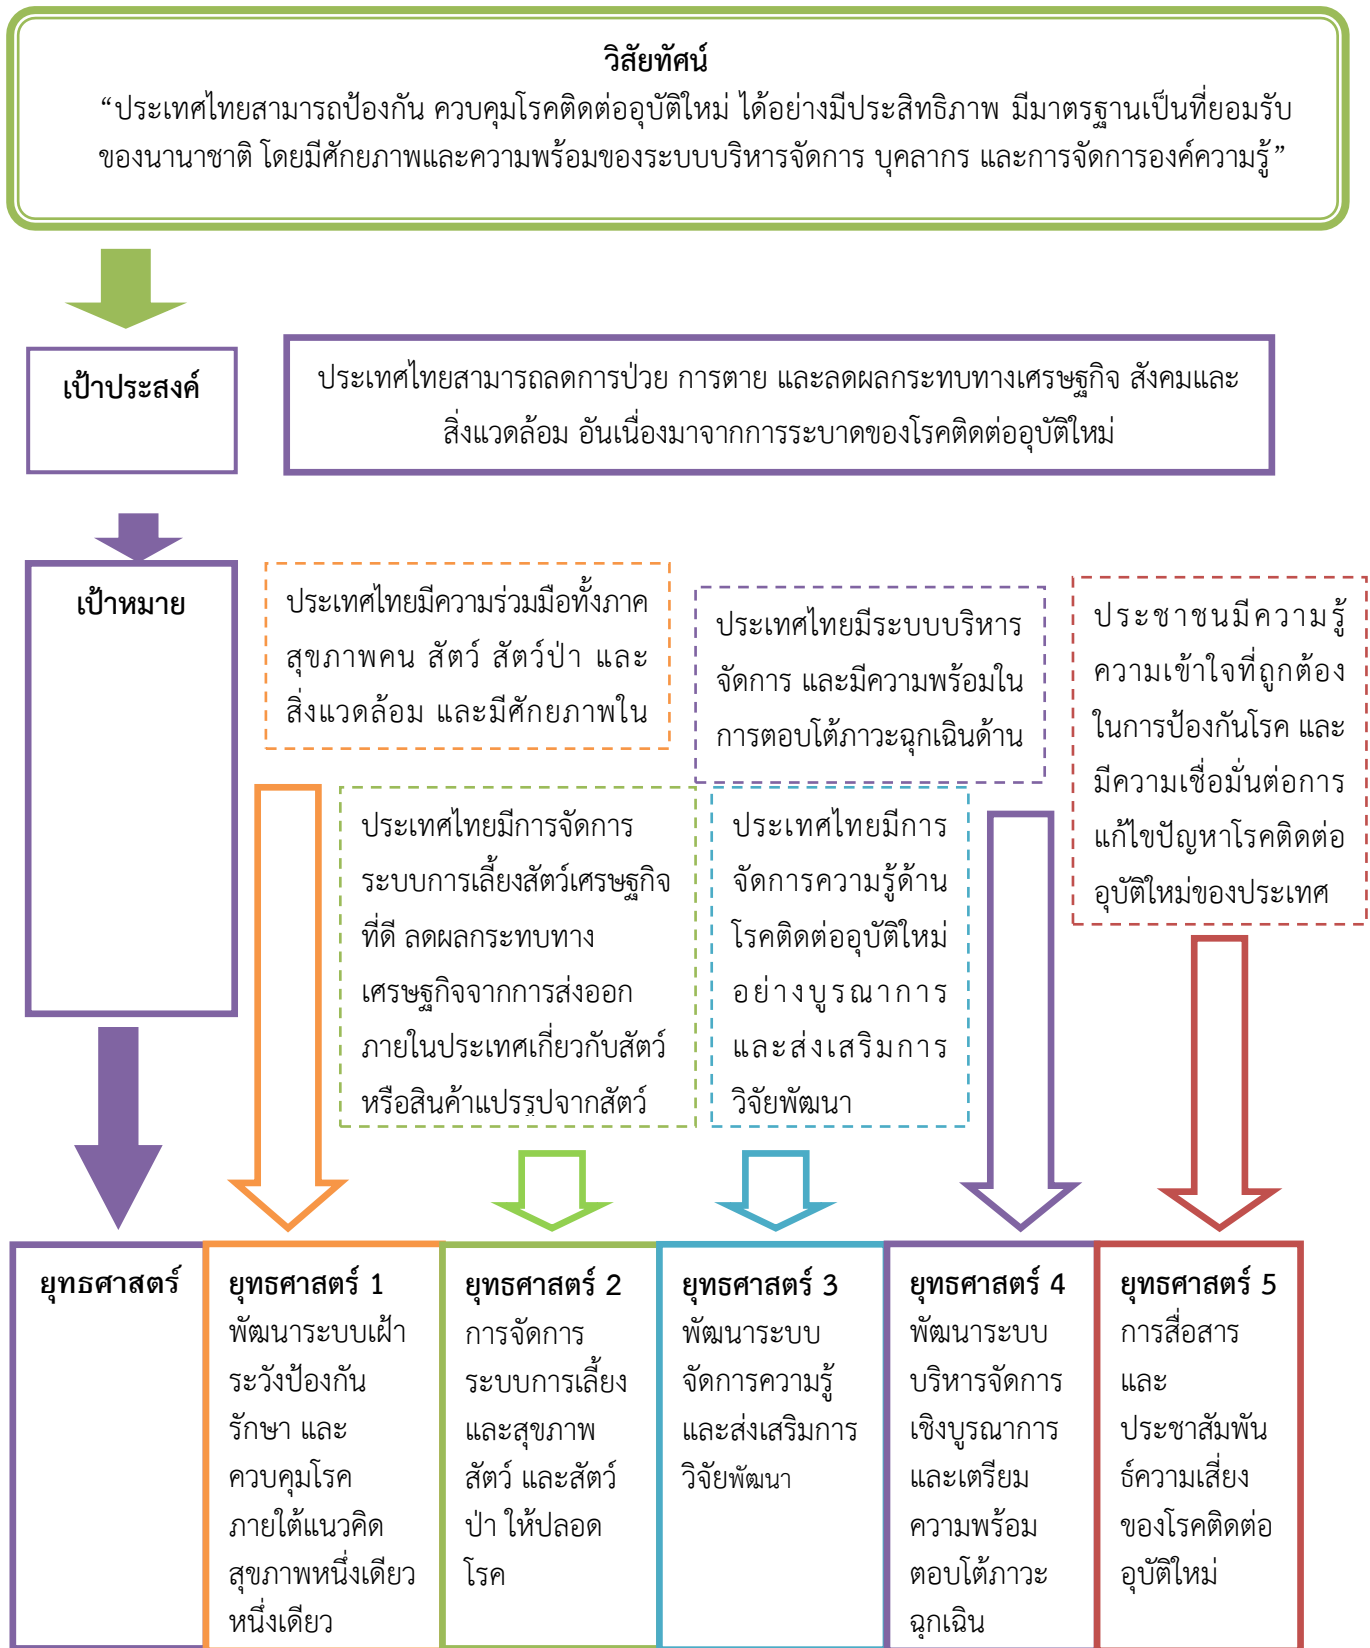 วิสัยทัศน์
“ประเทศไทยสามารถป้องกัน ควบคุมโรคติดต่ออุบัติใหม่ ได้อย่างมีประสิทธิภาพ มีมาตรฐานเป็นที่ยอมรับ
ของนานาชาติ โดยมีศักยภาพและความพร้อมของระบบบริหารจัดการ บุคลากร และการจัดการองค์ความรู้”
เป้าประสงค์
ประเทศไทยสามารถลดการป่วย การตาย และลดผลกระทบทางเศรษฐกิจ สังคมและ
สิ่งแวดล้อม อันเนื่องมาจากการระบาดของโรคติดต่ออุบัติใหม่
เป้าหมาย
ประเทศไทยมีความร่วมมือทั้งภาค
สุขภาพคน สัตว์ สัตว์ป่า และ
สิ่งแวดล้อม และมีศักยภาพใน
ประเทศไทยมีการจัดการ
ระบบการเลี้ยงสัตว์เศรษฐกิจ
ที่ดี ลดผลกระทบทาง
เศรษฐกิจจากการส่งออก
ภายในประเทศเกี่ยวกับสัตว์
หรือสินค้าแปรรูปจากสัตว์
ประเทศไทยมีการ
จัดการความรู้ด้าน
โรคติดต่ออุบัติใหม่
อย่างบูรณาการ
และส่งเสริมการ
วิจัยพัฒนา
ประเทศไทยมีระบบบริหาร
จัดการ และมีความพร้อมใน
การตอบโต้ภาวะฉุกเฉินด้าน
ประชาชนมีความรู้
ความเข้าใจที่ถูกต้อง
ในการป้องกันโรค และ
มีความเชื่อมั่นต่อการ
แก้ไขปัญหาโรคติดต่อ
อุบัติใหม่ของประเทศ
ยุทธศาสตร์
ยุทธศาสตร์ 1
พัฒนาระบบเฝ้า
ระวังป้องกัน
รักษา และ
ควบคุมโรค
ภายใต้แนวคิด
สุขภาพหนึ่งเดียว
หนึ่งเดียว
ยุทธศาสตร์ 2
การจัดการ
ระบบการเลี้ยง
และสุขภาพ
สัตว์ และสัตว์
ป่า ให้ปลอด
โรค
ยุทธศาสตร์ 3
พัฒนาระบบ
จัดการความรู้
และส่งเสริมการ
วิจัยพัฒนา
ยุทธศาสตร์ 4
พัฒนาระบบ
บริหารจัดการ
เชิงบูรณาการ
และเตรียม
ความพร้อม
ตอบโต้ภาวะ
ฉุกเฉิน
ยุทธศาสตร์ 5
การสื่อสาร
และ
ประชาสัมพัน
ธ์ความเสี่ยง
ของโรคติดต่อ
อุบัติใหม่